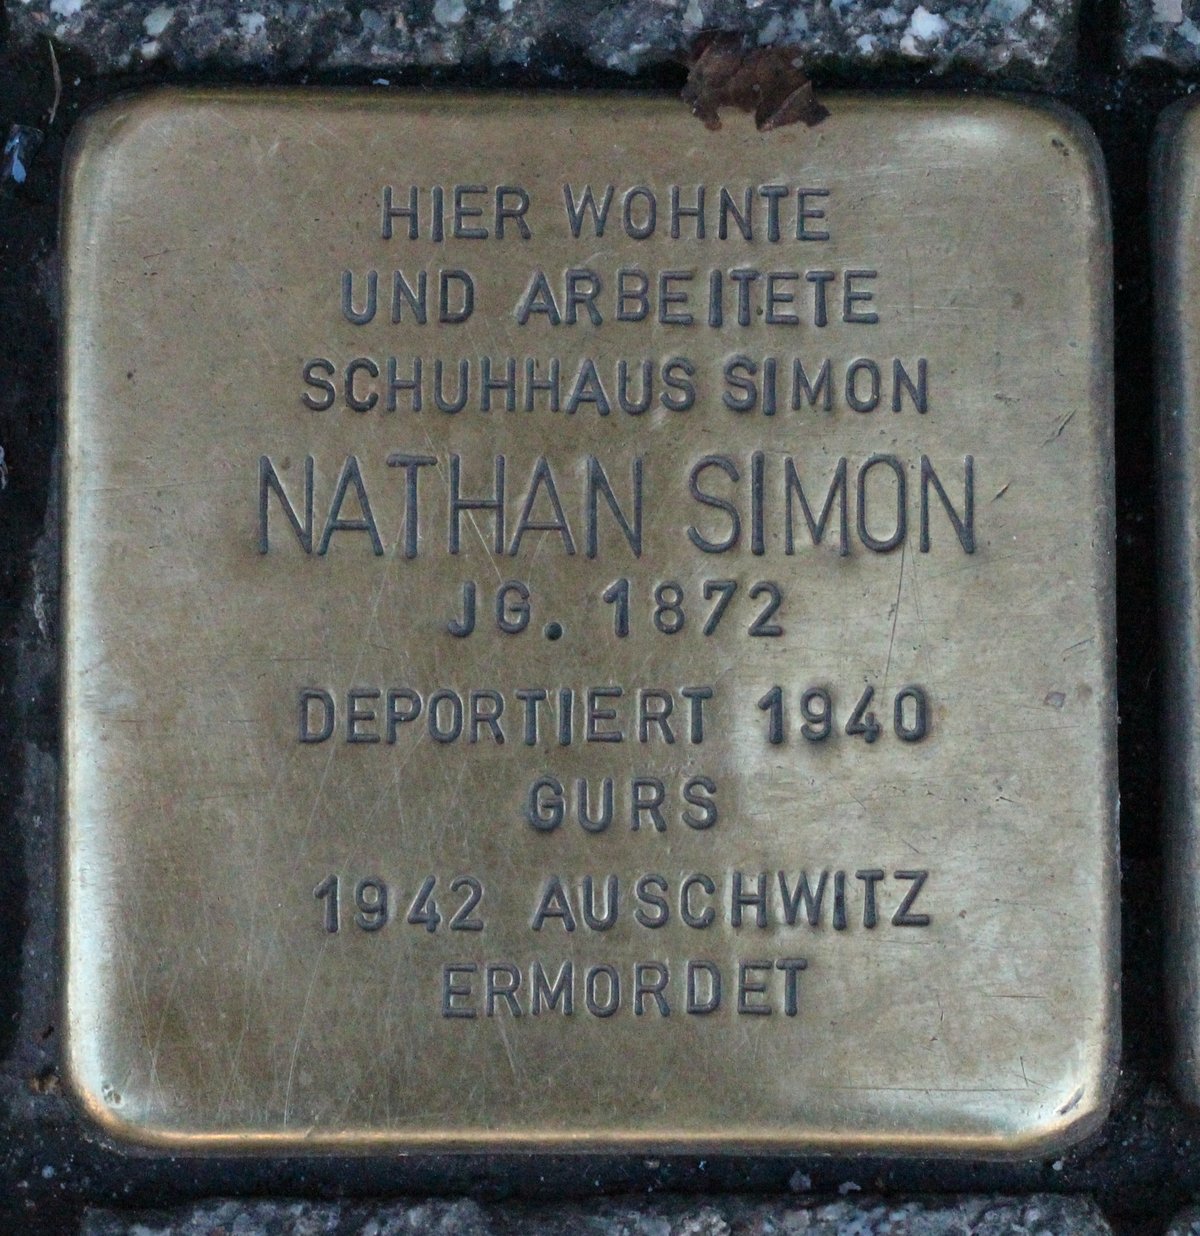 HIER WOHNTE
UND ARBEITETE
SCHUHHAUS SIMON
NATHAN SIMON
JG. 1872
DEPORTIERT 1940
GURS
1942 AUSCHWITZ
ERMORDET